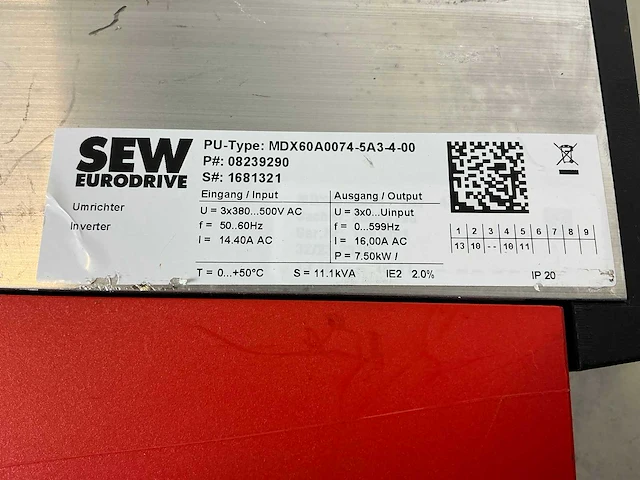 SEW
EURODRIVE
Umrichter
Inverter
PU-Type: MDX60A0074-5A3-4-00
P#: 08239290
S#: 1681321
Eingang / Input
U = 3x380...500V AC
f = 50..60Hz
I = 14.40A AC
Ausgang / Output
U = 3x0...Uinput
f = 0...599Hz
I = 16,00A AC
P = 7.50kW /
T = 0...+50°C S = 11.1kVA IE2 2.0%
1 2 3 4 5 6 7 8 9
13 10 -- 10 11
IP 20